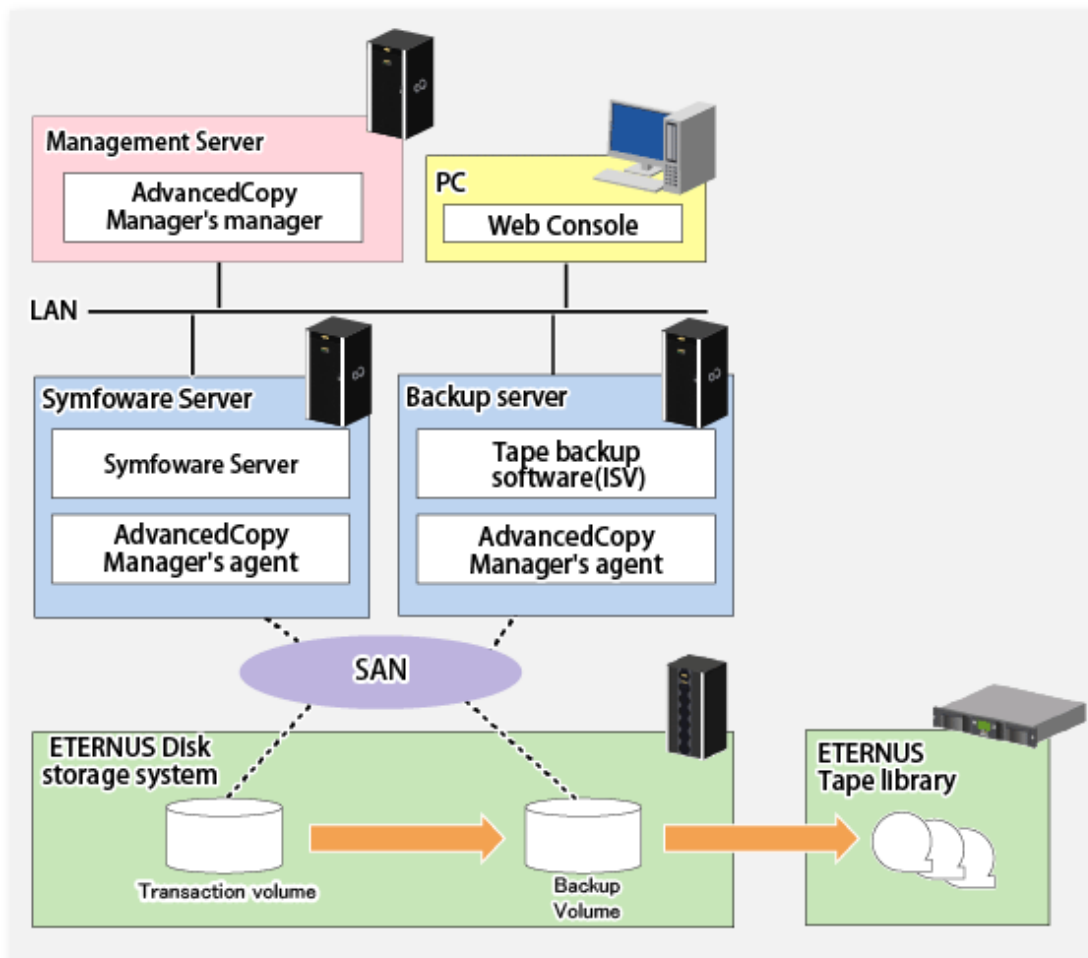 Management Server
AdvancedCopy
Manager's manager
PC
Web Console
LAN
Symfoware Server
Symfoware Server
AdvancedCopy
Manager's agent
Backup server
Tape backup
software(ISV)
AdvancedCopy
Manager's agent
SAN
ETERNUS Disk
storage system
Transaction volume
Backup
Volume
ETERNUS
Tape library